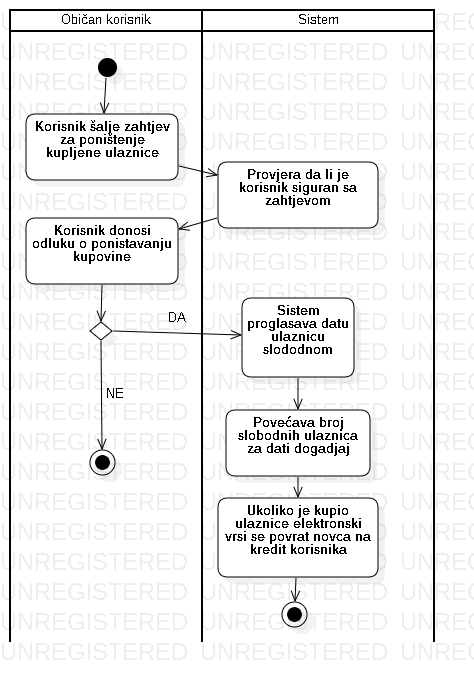 Običan korisnik
Sistem
Korisnik šalje zahtjev
za poništenje
kupljene ulaznice
Provjera da li je
korisnik siguran sa
zahtjevom
Korisnik donosi
odluku o ponistavanju
kupovine
DA
Sistem
proglasava datu
ulaznicu
slododnom
NE
Povećava broj
slobodnih ulaznica
za dati dogadjaj
Ukoliko je kupio
ulaznice elektronski
vrsi se povrat novca na
kredit korisnika
UNREGISTERED